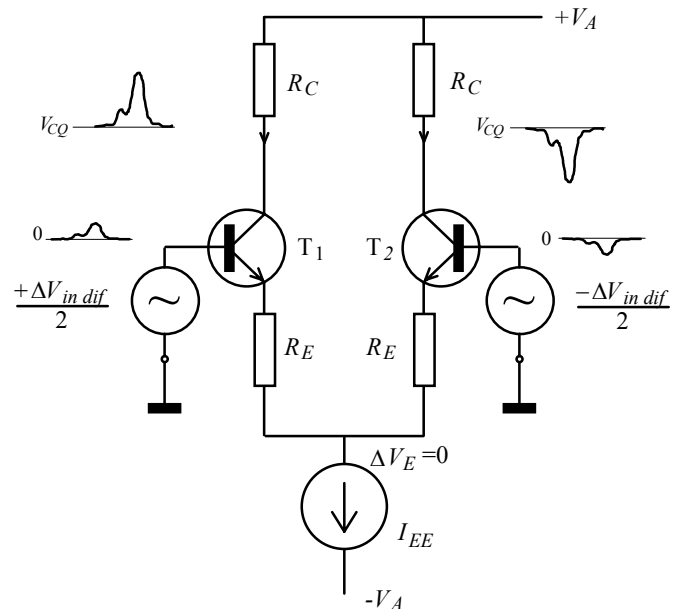 +V_A
R_C R_C
V_CQ V_CQ
0 T_1 T_2 0
+ΔV_in dif / 2 −ΔV_in dif / 2
R_E R_E
ΔV_E =0
I_EE
-V_A